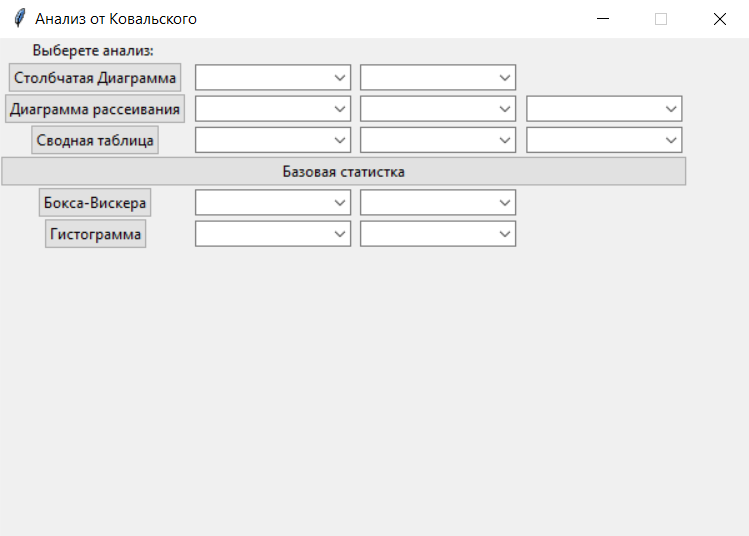 Анализ от Ковальского
Выберете анализ:
Столбчатая Диаграмма
Диаграмма рассеивания
Сводная таблица
Базовая статистка
Бокса-Вискера
Гистограмма